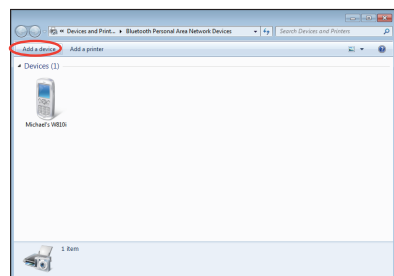 « Devices and Print... ▸ Bluetooth Personal Area Network Devices
Search Devices and Printers
Add a device Add a printer
Devices (1)
Michael's W810i
1 item